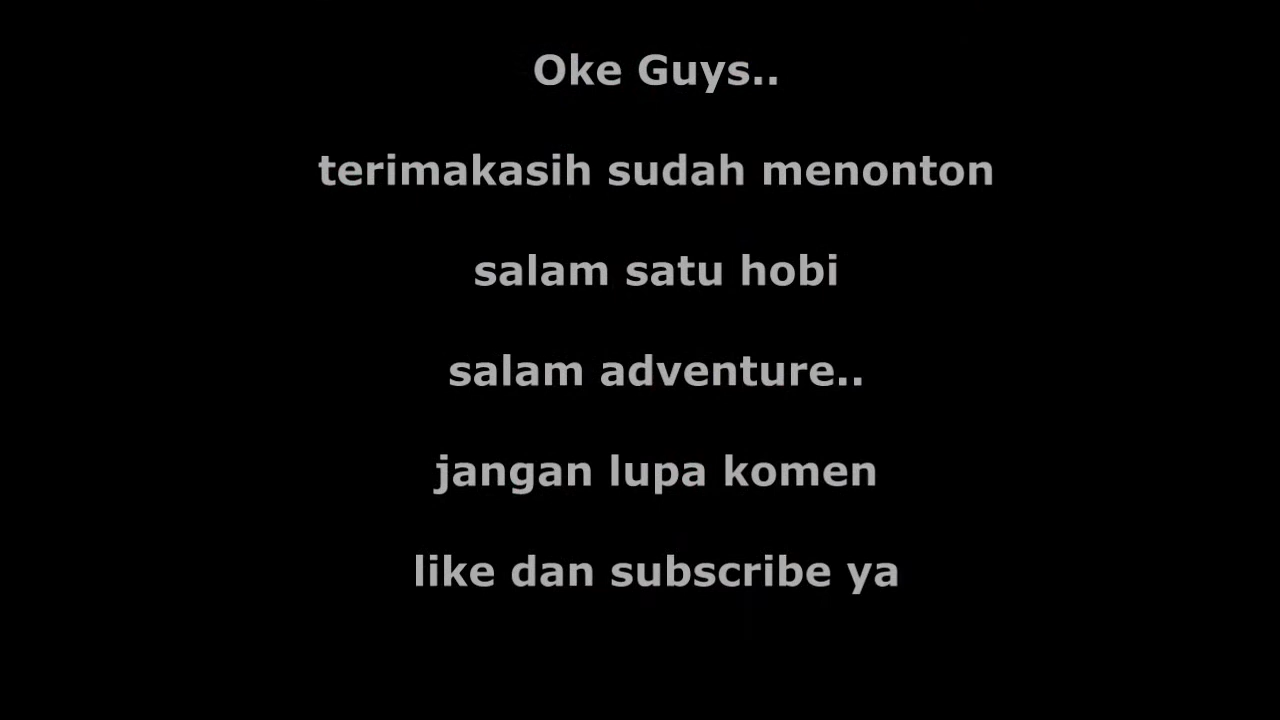 Oke Guys..
terimakasih sudah menonton
salam satu hobi
salam adventure..
jangan lupa komen
like dan subscribe ya